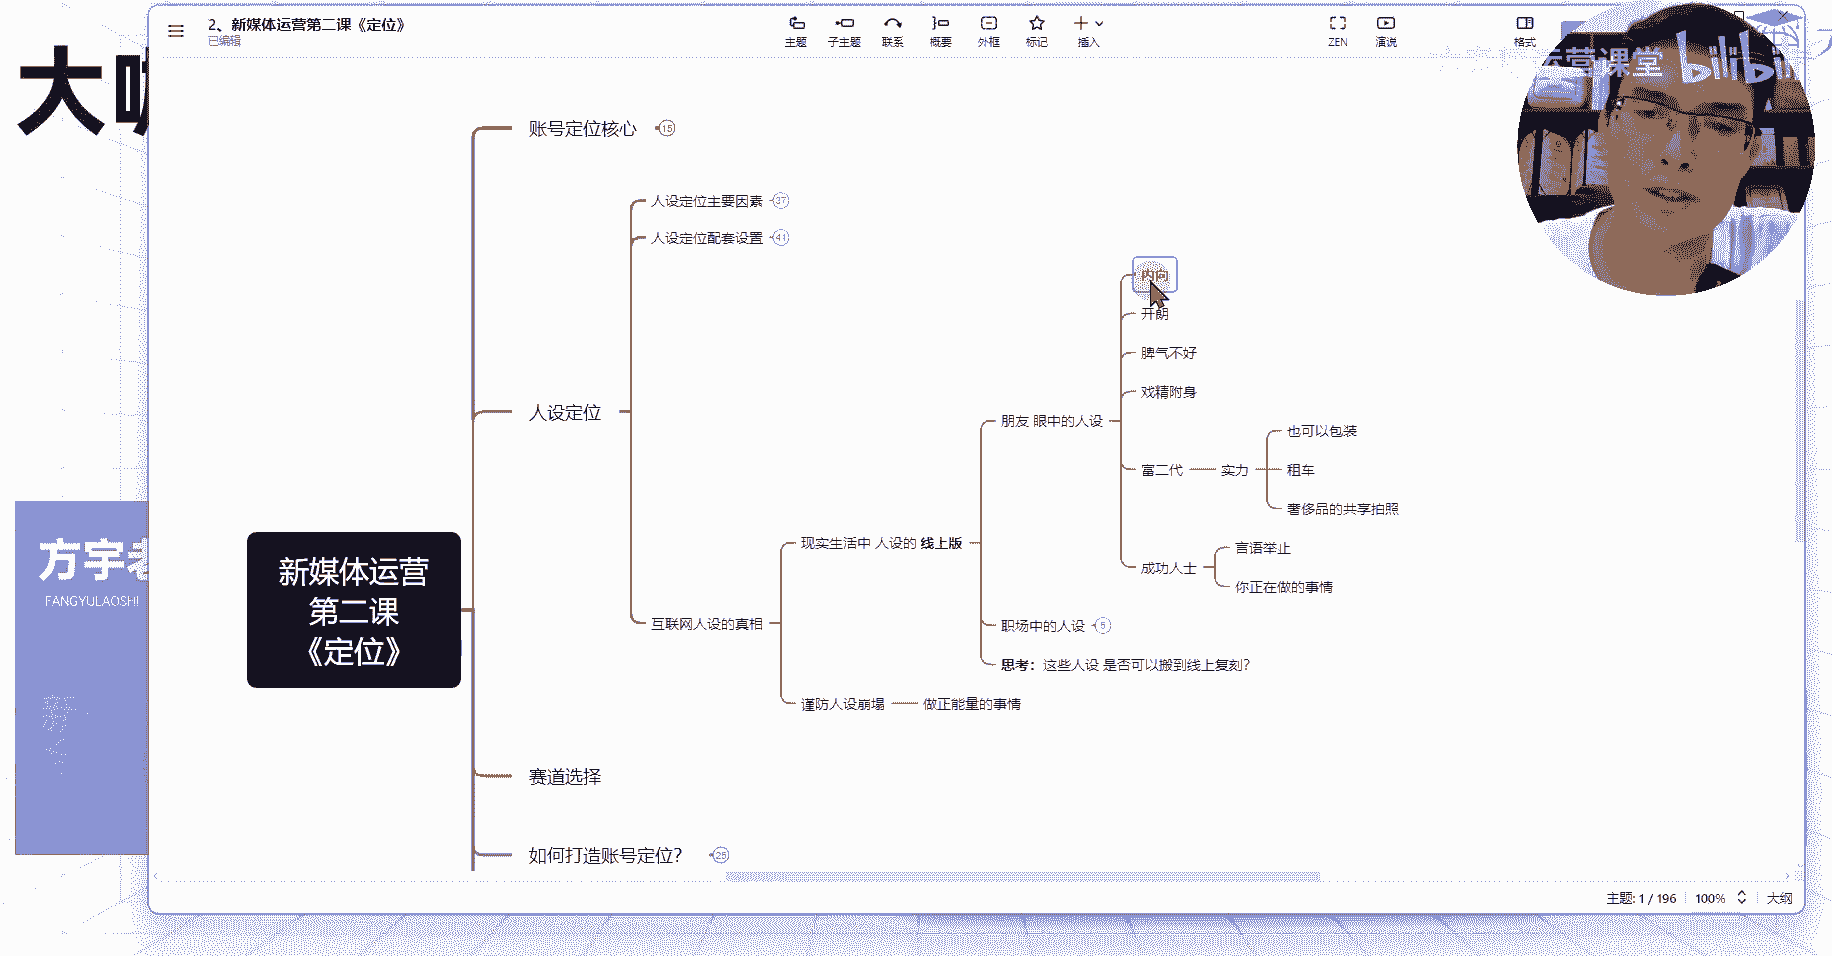 2、新媒体运营第二课《定位》
已编辑
主题
子主题
联系
概要
外框
标记
插入
ZEN
演说
格式
运营课堂
bilibi
大
账号定位核心
15
人设定位主要因素
37
人设定位配套设置
41
内向
开朗
脾气不好
戏精附身
朋友 眼中的人设
人设定位
也可以包装
富二代
实力
租车
奢侈品的共享拍照
现实生活中 人设的 线上版
言语举止
成功人士
你正在做的事情
互联网人设的真相
职场中的人设
5
思考：这些人设 是否可以搬到线上复刻？
谨防人设崩塌
做正能量的事情
新媒体运营
第二课
《定位》
方宇老
FANGYULAOSHI
赛道选择
如何打造账号定位？
25
主题: 1 / 196
100%
大纲